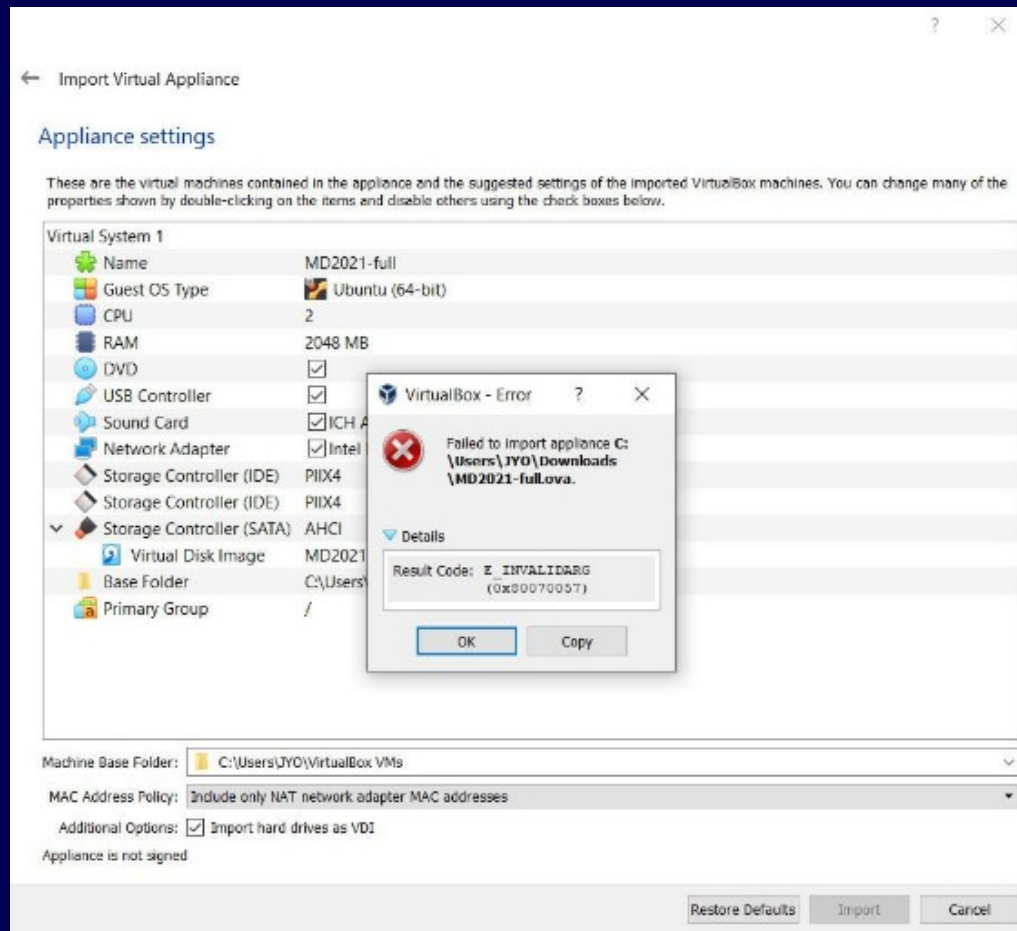 ?
Import Virtual Appliance
Appliance settings
These are the virtual machines contained in the appliance and the suggested settings of the imported VirtualBox machines. You can change many of the
properties shown by double-clicking on the items and disable others using the check boxes below.
Virtual System 1
Name MD2021-full
Guest OS Type Ubuntu (64-bit)
CPU 2
RAM 2048 MB
DVD
USB Controller
Sound Card ICH A
Network Adapter Intel
Storage Controller (IDE) PIIX4
Storage Controller (IDE) PIIX4
Storage Controller (SATA) AHCI
Virtual Disk Image MD2021
Base Folder C:\Users\
Primary Group /
VirtualBox - Error ?
Failed to import appliance C:
\Users\JYO\Downloads
\MD2021-full.ova.
Details
Result Code: E_INVALIDARG
(0x80070057)
OK Copy
Machine Base Folder: C:\Users\JYO\VirtualBox VMs
MAC Address Policy: Include only NAT network adapter MAC addresses
Additional Options: Import hard drives as VDI
Appliance is not signed
Restore Defaults Import Cancel